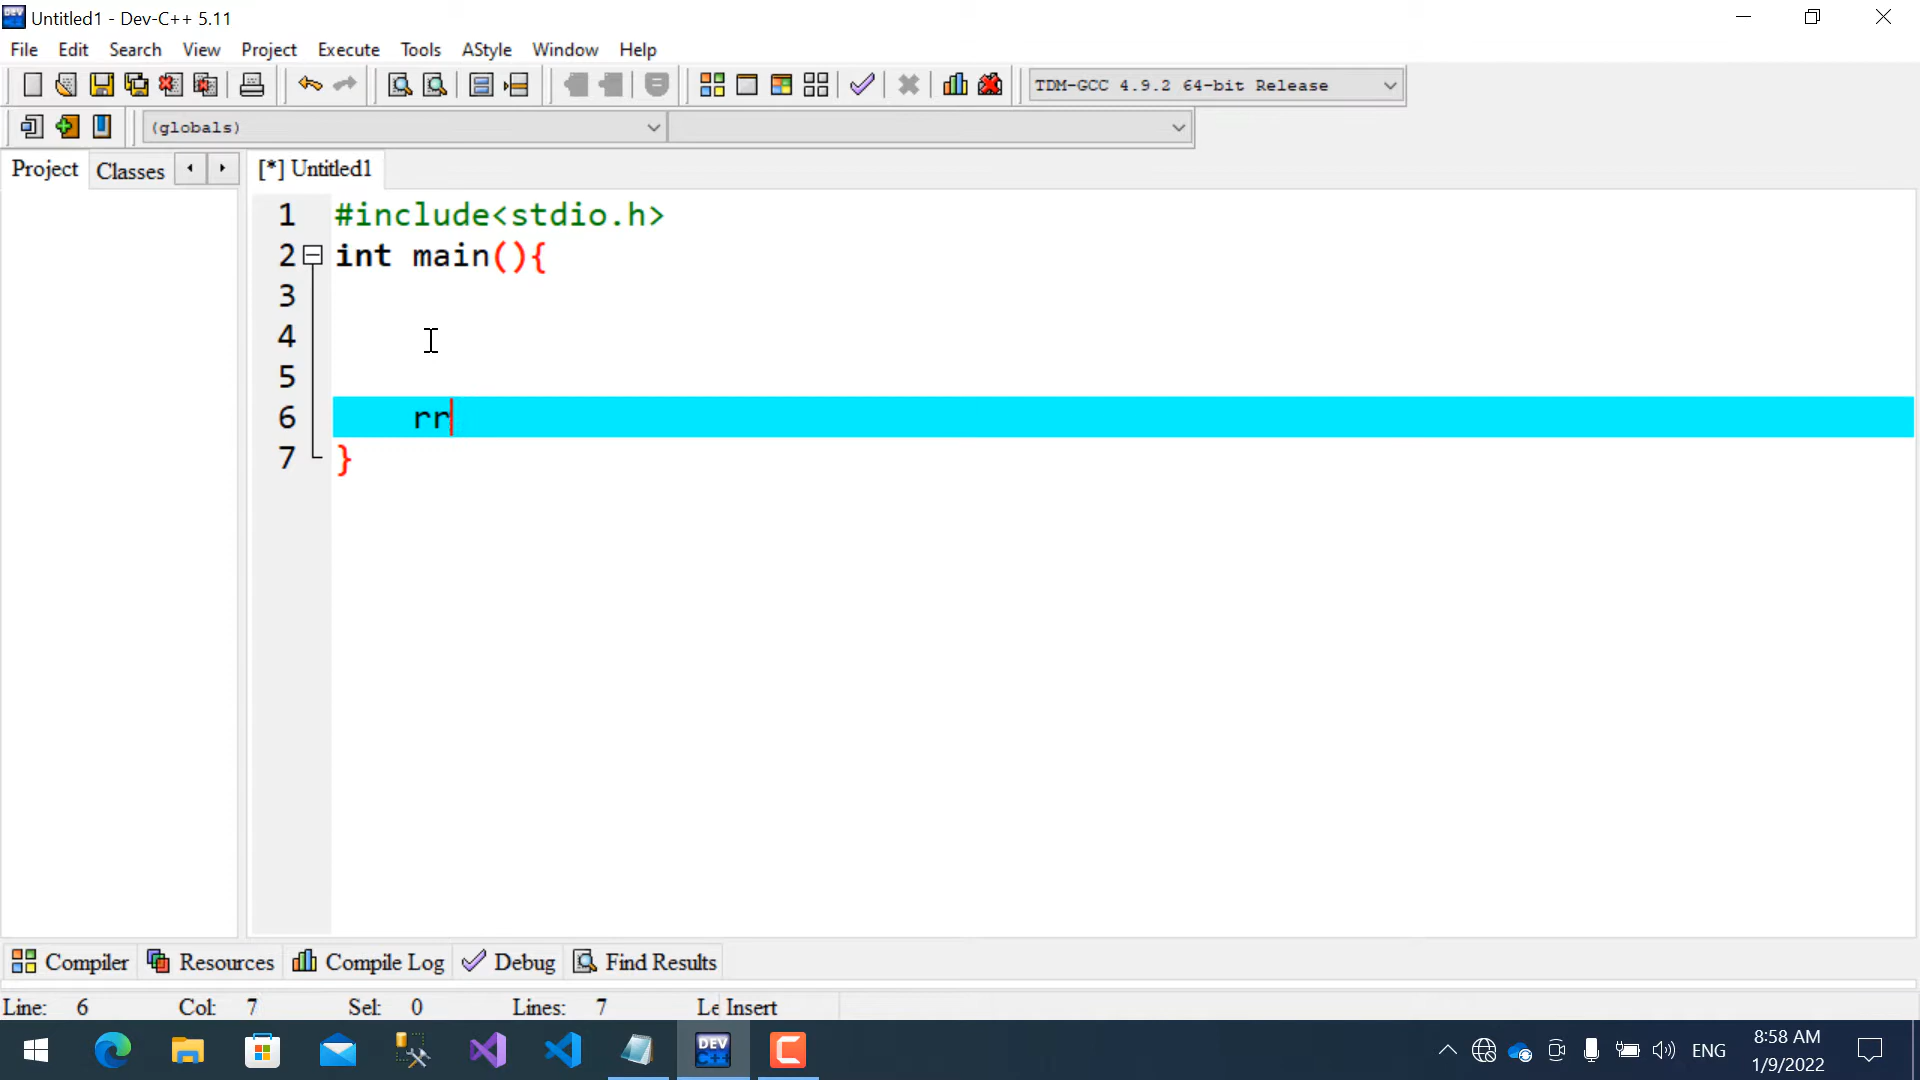 Untitled1 - Dev-C++ 5.11
File Edit Search View Project Execute Tools AStyle Window Help
TDM-GCC 4.9.2 64-bit Release
(globals)
Project Classes [*] Untitled1
1 #include<stdio.h>
2 int main(){
3
4
5
6 rr
7 }
Compiler Resources Compile Log Debug Find Results
Line: 6 Col: 7 Sel: 0 Lines: 7 Le Insert
DEV C++ ENG 8:58 AM
1/9/2022